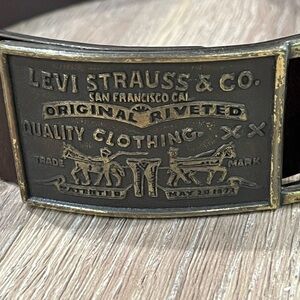 LEVI STRAUSS & CO.
SAN FRANCISCO CAL
ORIGINAL RIVETED
QUALITY CLOTHING XX
TRADE MARK
PATENTED MAY 20 1873